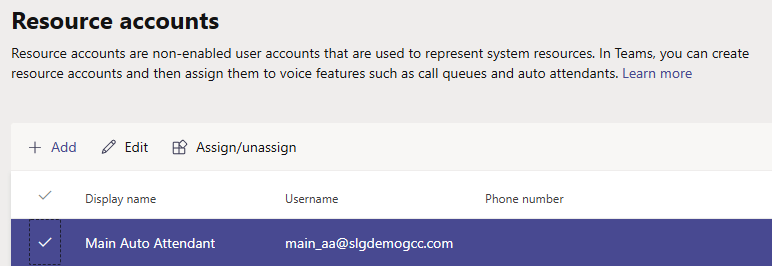 Resource accounts
Resource accounts are non-enabled user accounts that are used to represent system resources. In Teams, you can create
resource accounts and then assign them to voice features such as call queues and auto attendants. Learn more
Add Edit Assign/unassign
Display name Username Phone number
Main Auto Attendant main_aa@slgdemogcc.com